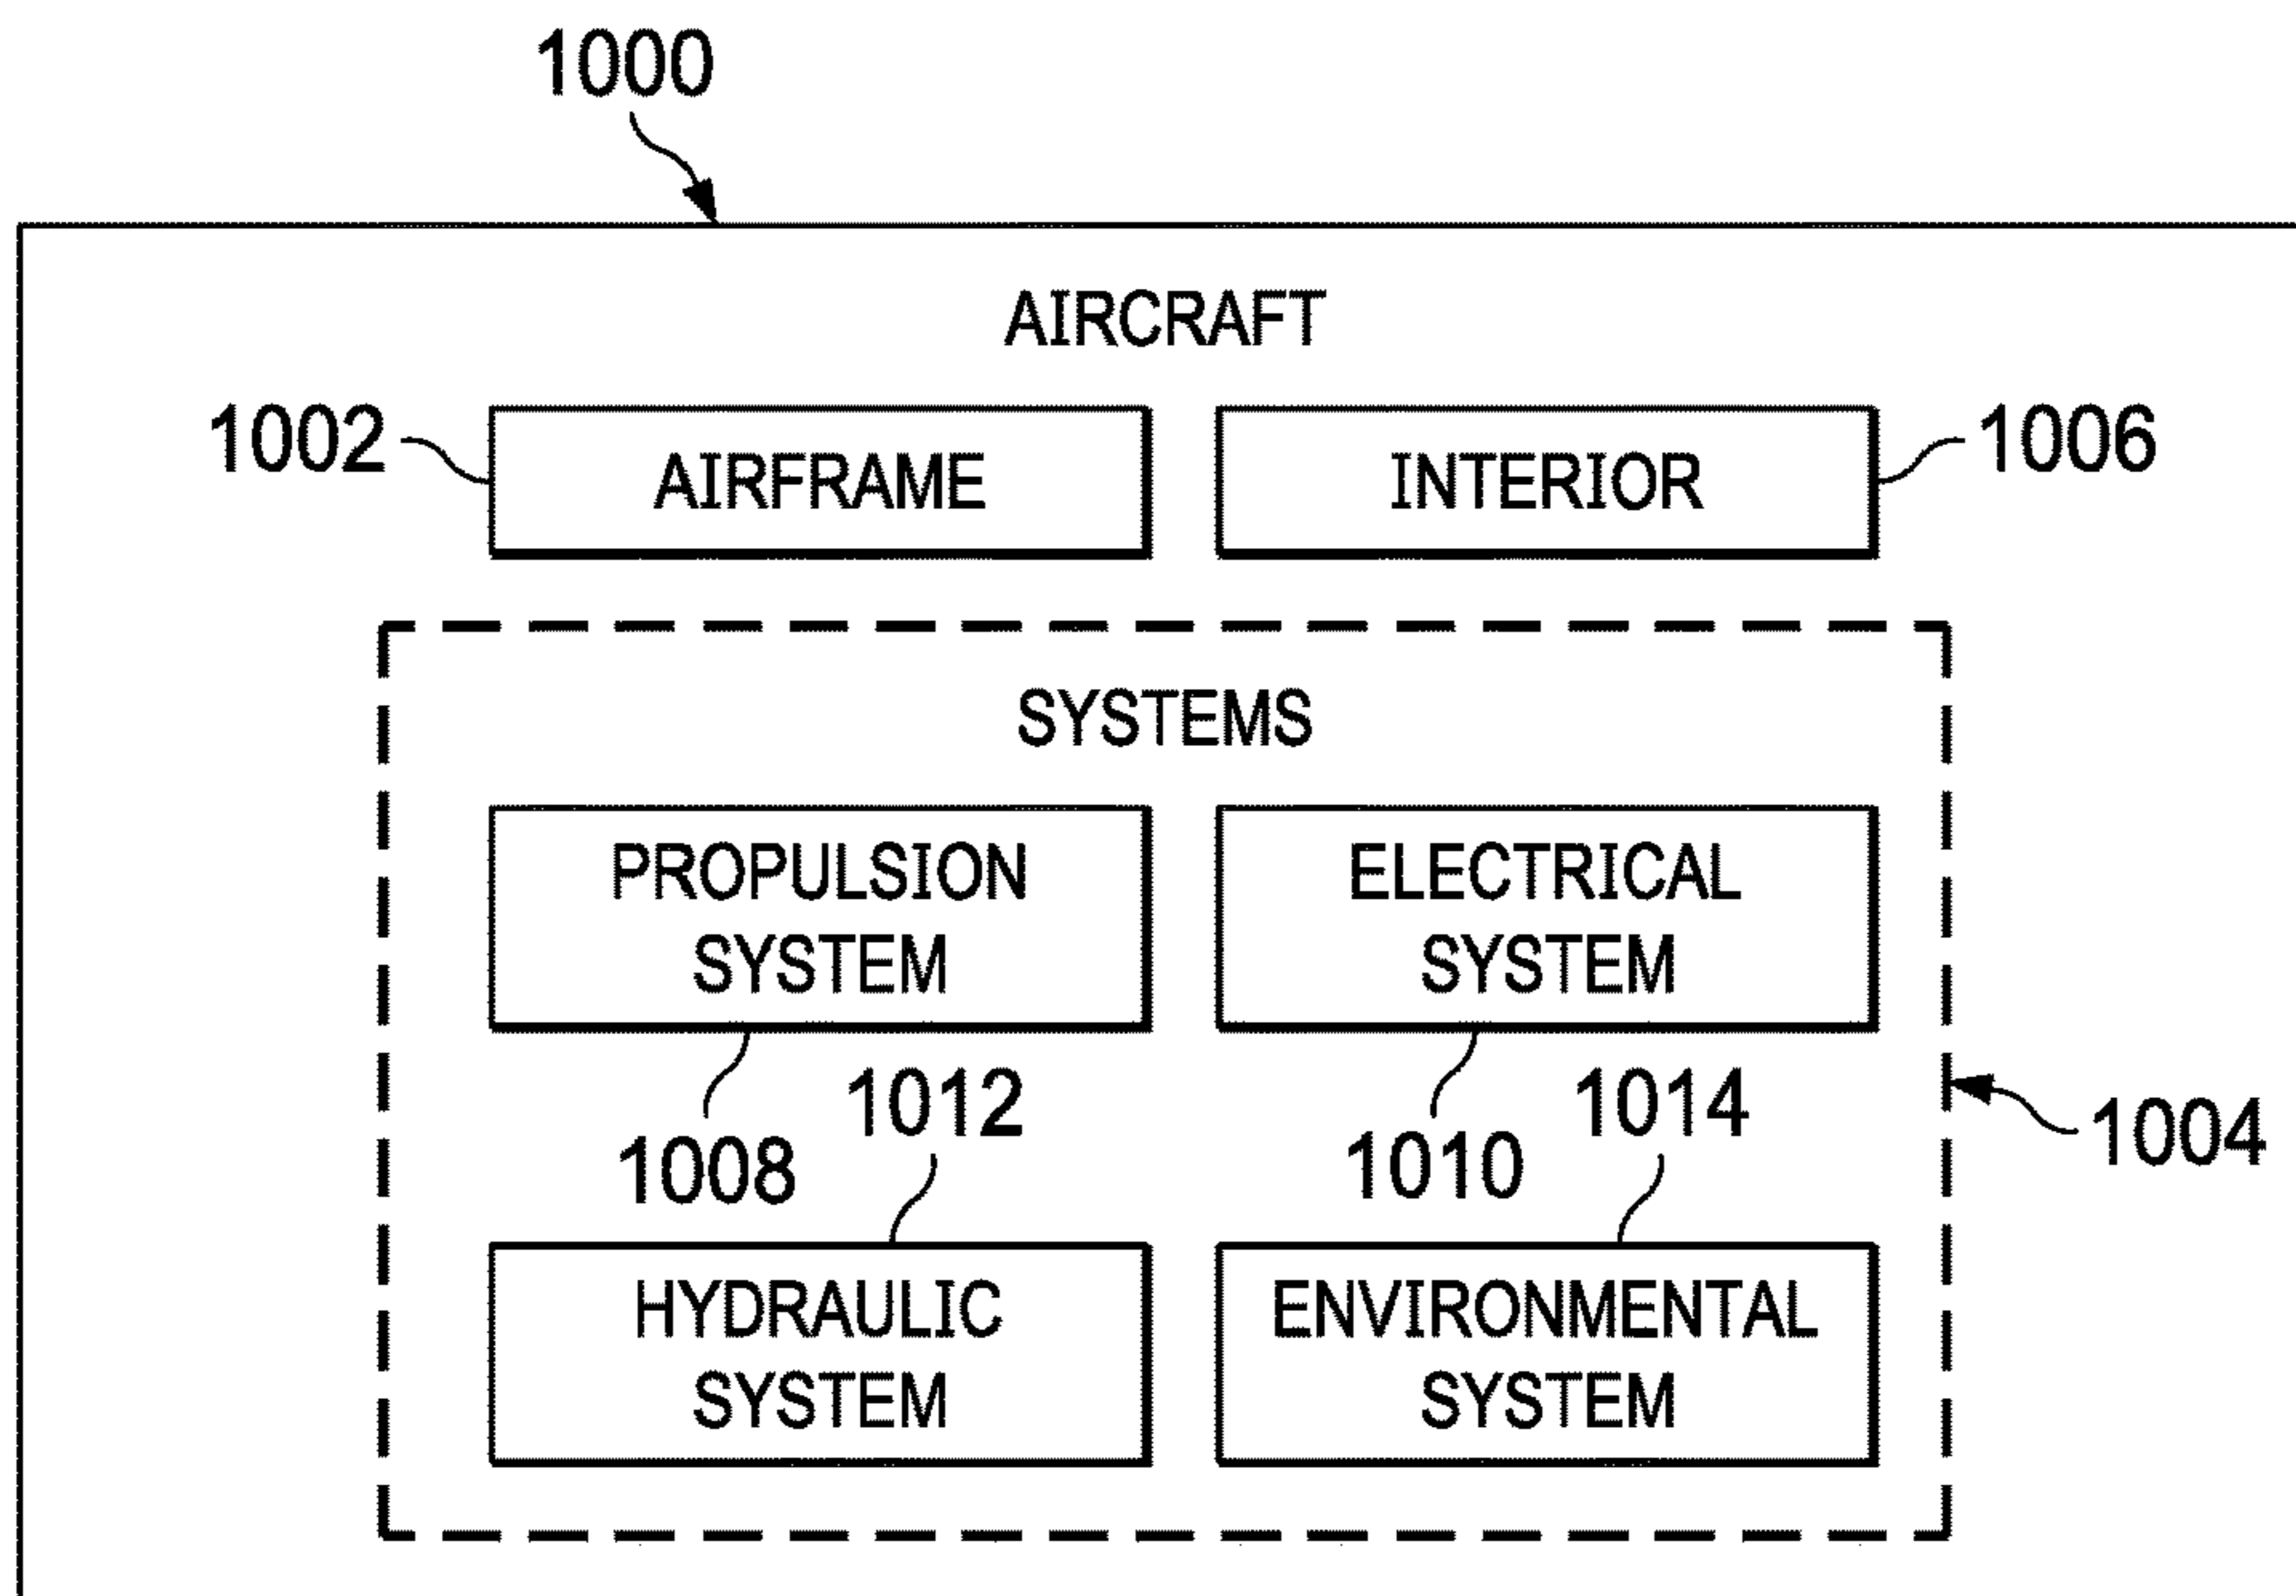 1000
AIRCRAFT
1002
AIRFRAME
INTERIOR
1006
SYSTEMS
PROPULSION
SYSTEM
ELECTRICAL
SYSTEM
1008
1012
1010
1014
1004
HYDRAULIC
SYSTEM
ENVIRONMENTAL
SYSTEM